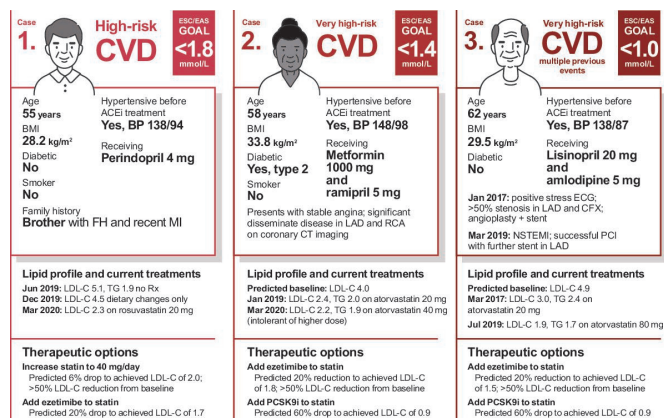 Case
1.
High-risk
CVD
ESC/EAS
GOAL
<1.8
mmol/L
Age
55 years
BMI
28.2 kg/m²
Diabetic
No
Smoker
No
Family history
Brother with FH and recent MI
Hypertensive before
ACEi treatment
Yes, BP 138/94
Receiving
Perindopril 4 mg
Lipid profile and current treatments
Jun 2019: LDL-C 5.1, TG 1.9 no Rx
Dec 2019: LDL-C 4.5 dietary changes only
Mar 2020: LDL-C 2.3 on rosuvastatin 20 mg
Therapeutic options
Increase statin to 40 mg/day
Predicted 6% drop to achieved LDL-C of 2.0;
>50% LDL-C reduction from baseline
Add ezetimibe to statin
Predicted 20% drop to achieved LDL-C of 1.7
Case
2.
Very high-risk
CVD
ESC/EAS
GOAL
<1.4
mmol/L
Age
58 years
BMI
33.8 kg/m²
Diabetic
Yes, type 2
Smoker
No
Hypertensive before
ACEi treatment
Yes, BP 148/98
Receiving
Metformin
1000 mg
and
ramipril 5 mg
Presents with stable angina; significant
disseminate disease in LAD and RCA
on coronary CT imaging
Lipid profile and current treatments
Predicted baseline: LDL-C 4.0
Jan 2019: LDL-C 2.4, TG 2.0 on atorvastatin 20 mg
Mar 2020: LDL-C 2.2, TG 1.9 on atorvastatin 40 mg
(intolerant of higher dose)
Therapeutic options
Add ezetimibe to statin
Predicted 20% reduction to achieved LDL-C
of 1.8; >50% LDL-C reduction from baseline
Add PCSK9i to statin
Predicted 60% drop to achieved LDL-C of 0.9
Case
3.
Very high-risk
CVD
multiple previous
events
ESC/EAS
GOAL
<1.0
mmol/L
Age
62 years
BMI
29.5 kg/m²
Diabetic
No
Hypertensive before
ACEi treatment
Yes, BP 138/87
Receiving
Lisinopril 20 mg
and
amlodipine 5 mg
Jan 2017: positive stress ECG;
>50% stenosis in LAD and CFX;
angioplasty + stent
Mar 2019: NSTEMI; successful PCI
with further stent in LAD
Lipid profile and current treatments
Predicted baseline: LDL-C 4.9
Mar 2017: LDL-C 3.0, TG 2.4 on
atorvastatin 20 mg
Jul 2019: LDL-C 1.9, TG 1.7 on atorvastatin 80 mg
Therapeutic options
Add ezetimibe to statin
Predicted 20% reduction to achieved LDL-C
of 1.5; >50% LDL-C reduction from baseline
Add PCSK9i to statin
Predicted 60% drop to achieved LDL-C of 0.9